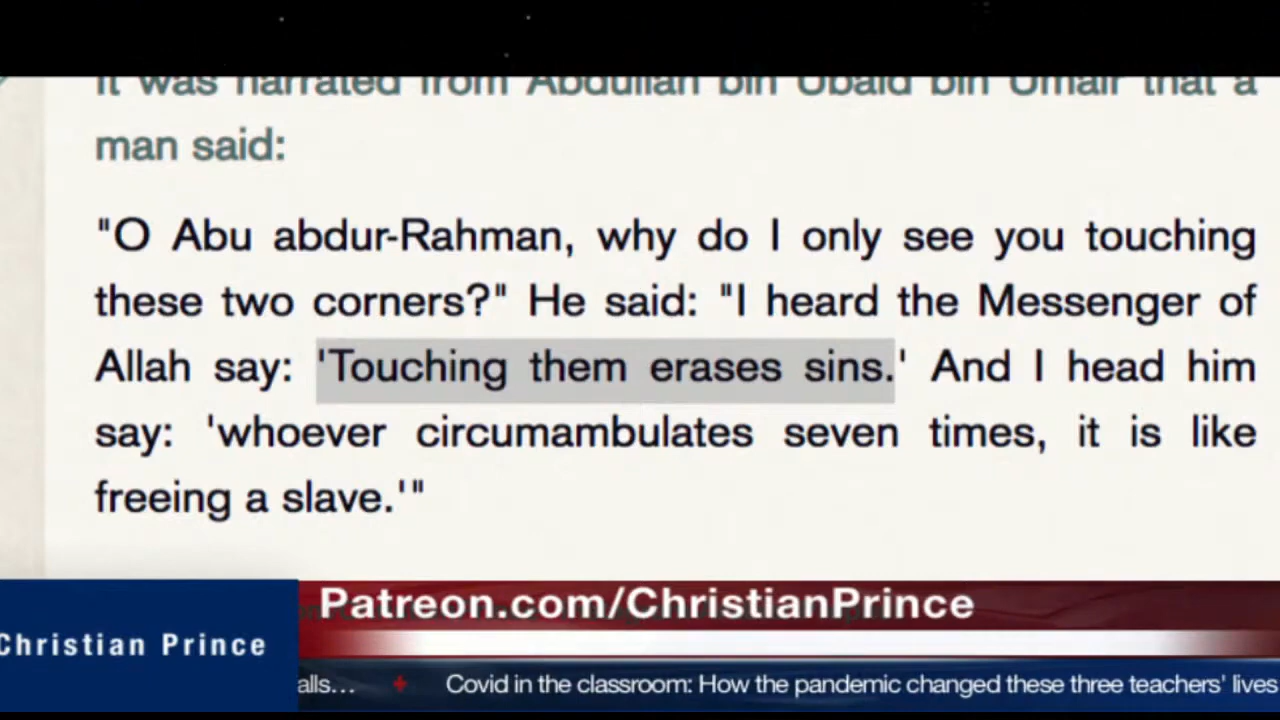 It was narrated from Abdullah bin Ubaid bin Umair that a
man said:
"O Abu abdur-Rahman, why do I only see you touching
these two corners?" He said: "I heard the Messenger of
Allah say: 'Touching them erases sins.' And I head him
say: 'whoever circumambulates seven times, it is like
freeing a slave.'"
Patreon.com/ChristianPrince
Christian Prince
alls… Covid in the classroom: How the pandemic changed these three teachers' lives